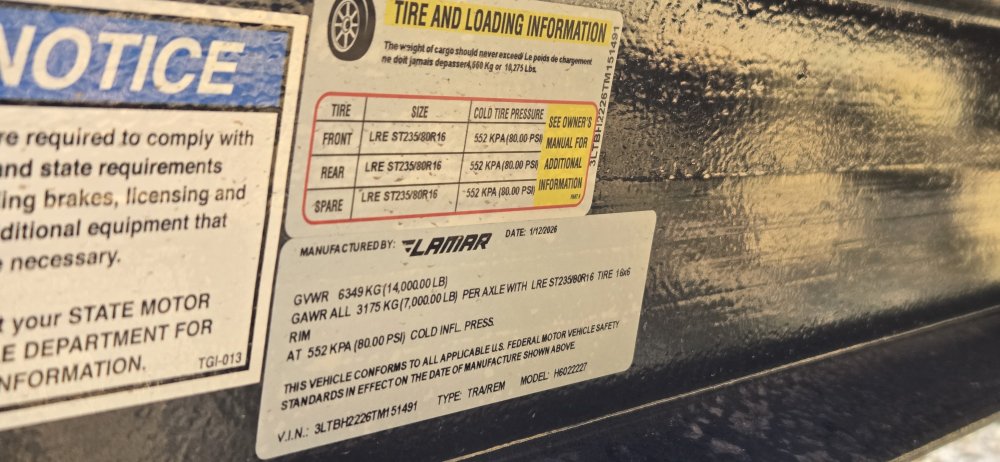 NOTICE
re required to comply with
and state requirements
ing brakes, licensing and
ditional equipment that
e necessary.
t your STATE MOTOR
E DEPARTMENT FOR
NFORMATION.
TGI-013
TIRE AND LOADING INFORMATION
The weight of cargo should never exceed/ Le poids de chargement
ne doit jamais depasser4,660 Kg or 10,275 Lbs.
TIRE SIZE COLD TIRE PRESSURE
FRONT LRE ST235/80R16 552 KPA(80.00 PSI)
REAR LRE ST235/80R16 552 KPA(80.00 PSI)
SPARE LRE ST235/80R16 552 KPA(80.00 PSI)
SEE OWNER'S
MANUAL FOR
ADDITIONAL
INFORMATION
3LTBH2226TM151491
MANUFACTURED BY: LAMAR DATE: 1/12/2026
GVWR 6349 KG(14,000.00 LB)
GAWR ALL 3175 KG(7,000.00 LB) PER AXLE WITH LRE ST235/80R16 TIRE 16x6
RIM
AT 552 KPA(80.00 PSI) COLD INFL. PRESS.
THIS VEHICLE CONFORMS TO ALL APPLICABLE U.S. FEDERAL MOTOR VEHICLE SAFETY
STANDARDS IN EFFECT ON THE DATE OF MANUFACTURE SHOWN ABOVE.
V.I.N.: 3LTBH2226TM151491 TYPE: TRA/REM MODEL: H6022227